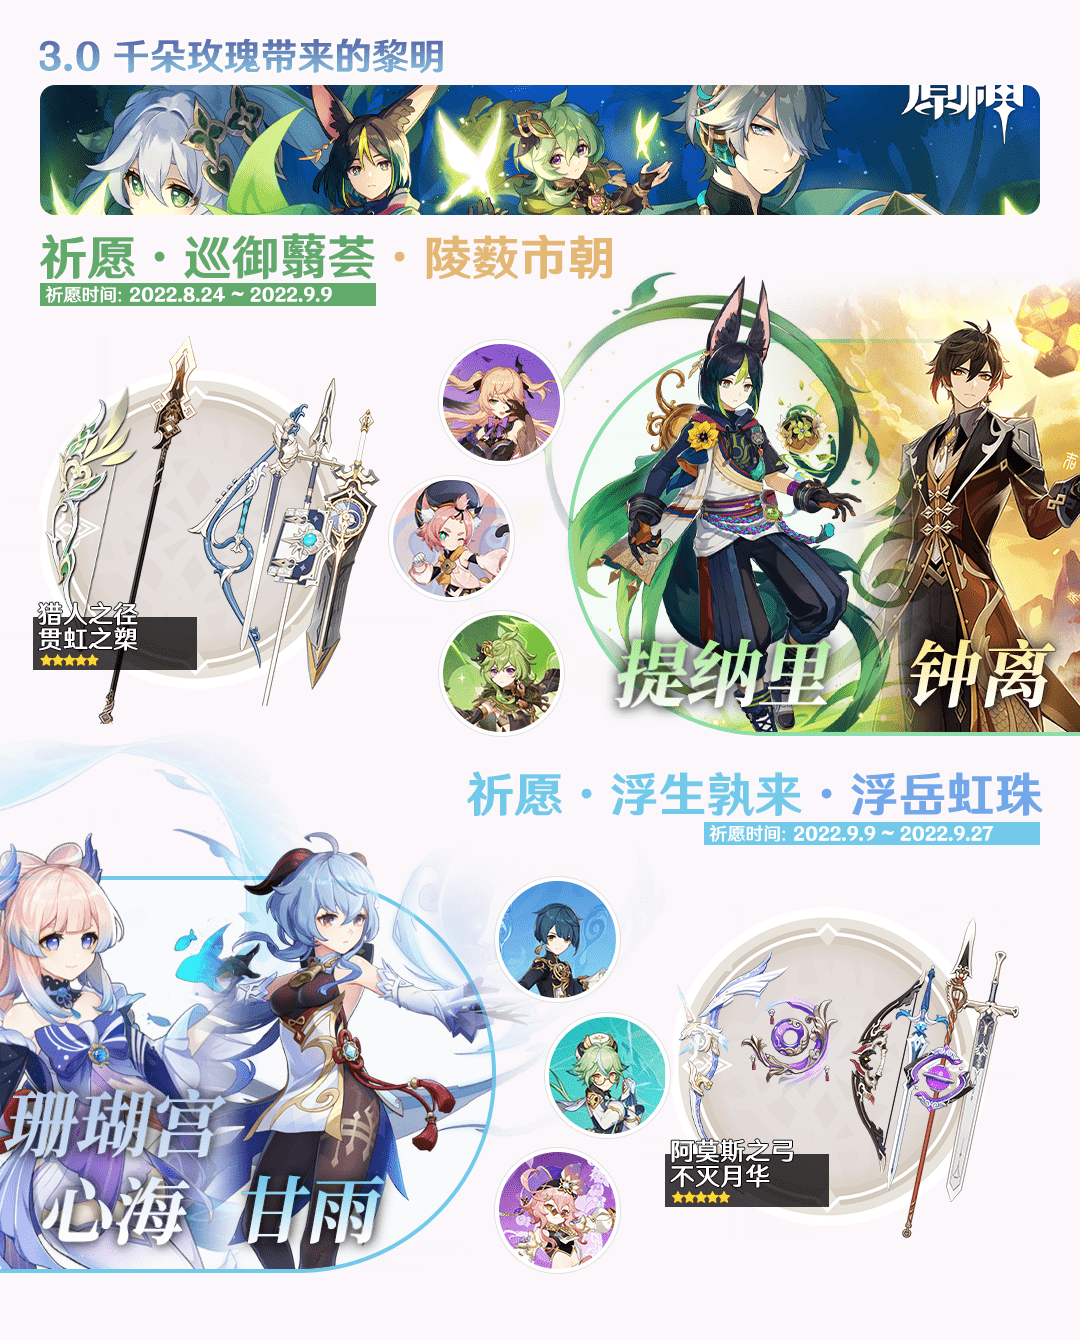 3.0 千朵玫瑰带来的黎明
原神
祈愿·巡御蘙荟·陵薮市朝
祈愿时间: 2022.8.24 ~ 2022.9.9
猎人之径
贯虹之槊
提纳里
钟离
祈愿·浮生孰来·浮岳虹珠
祈愿时间: 2022.9.9 ~ 2022.9.27
珊瑚宫
心海
甘雨
阿莫斯之弓
不灭月华